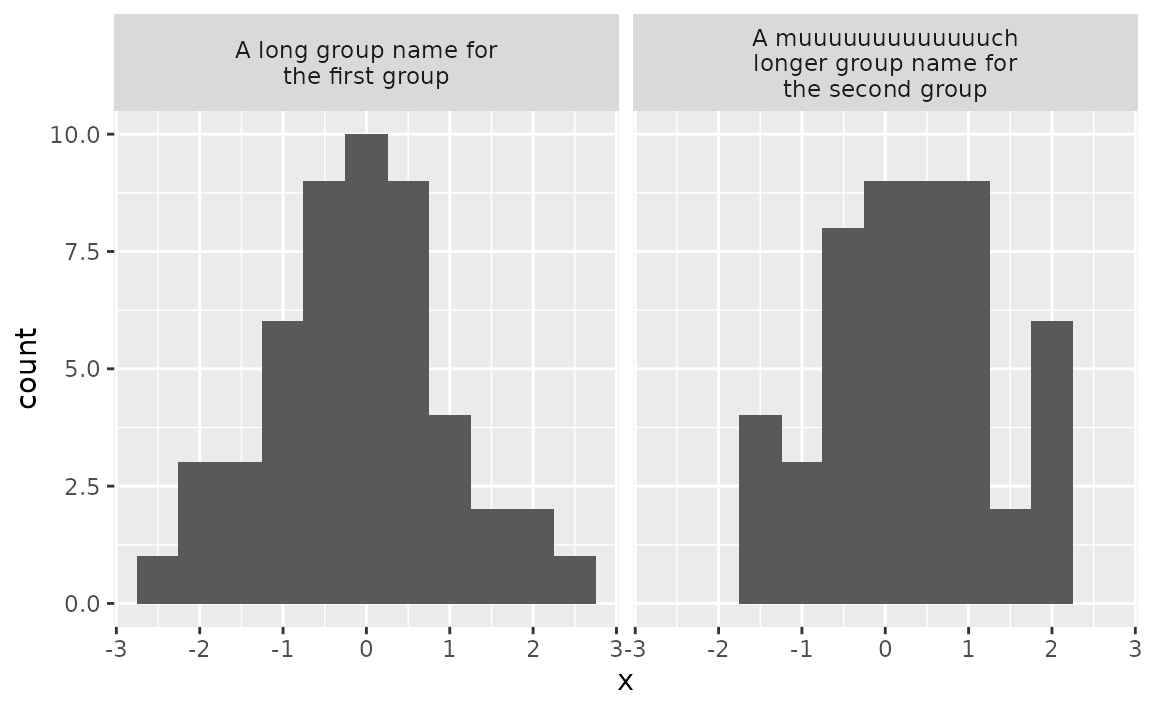 A long group name for
the first group
A muuuuuuuuuuuuuch
longer group name for
the second group
10.0
7.5
5.0
2.5
0.0
count
-3 -2 -1 0 1 2 3
-3 -2 -1 0 1 2 3
x